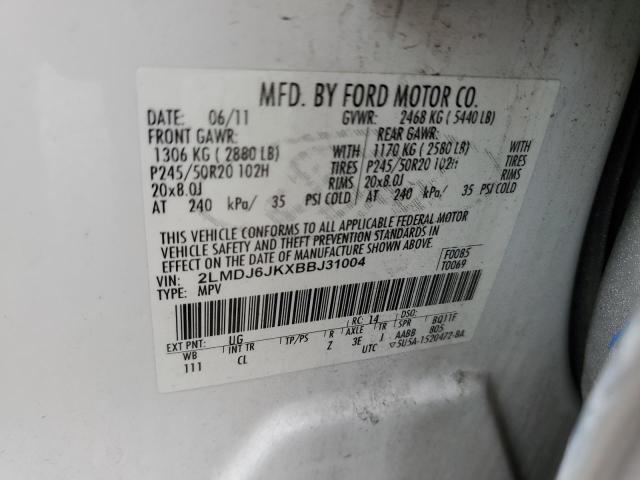 MFD. BY FORD MOTOR CO.
DATE: 06/11 GVWR: 2468 KG ( 5440 LB)
FRONT GAWR: REAR GAWR:
1306 KG ( 2880 LB) WITH 1170 KG ( 2580 LB) WITH
P245/50R20 102H TIRES P245/50R20 102H TIRES
20x8.0J RIMS 20x8.0J RIMS
AT 240 kPa/ 35 PSI COLD AT 240 kPa/ 35 PSI COLD
THIS VEHICLE CONFORMS TO ALL APPLICABLE FEDERAL MOTOR
VEHICLE SAFETY AND THEFT PREVENTION STANDARDS IN
EFFECT ON THE DATE OF MANUFACTURE SHOWN ABOVE.
VIN: 2LMDJ6JKXBBJ31004 F0085
TYPE: MPV T0069
EXT PNT: UG RC: 14 BQ11F
WB INT TR TP/PS R AXLE TR SPR 805
111 CL Z 3E J AABB
UTC 5U5A-1520472-BA